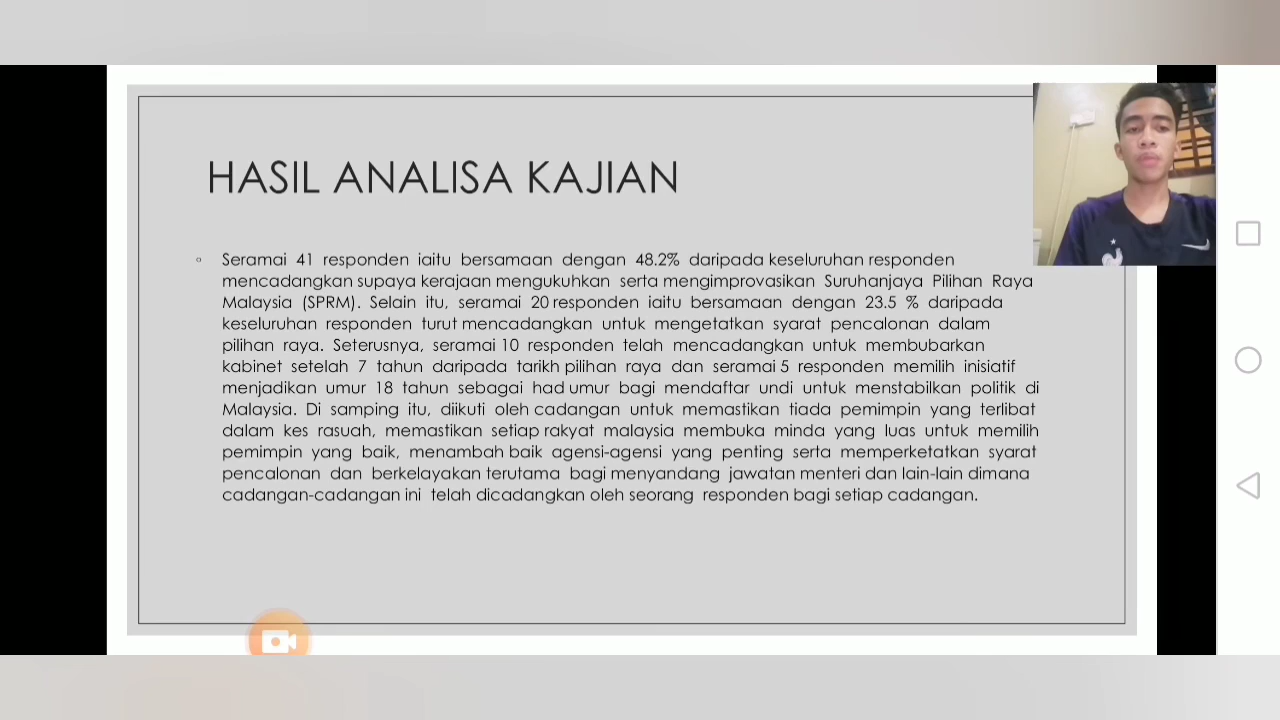 HASIL ANALISA KAJIAN
◦ Seramai 41 responden iaitu bersamaan dengan 48.2% daripada keseluruhan responden
mencadangkan supaya kerajaan mengukuhkan serta mengimprovasikan Suruhanjaya Pilihan Raya
Malaysia (SPRM). Selain itu, seramai 20 responden iaitu bersamaan dengan 23.5 % daripada
keseluruhan responden turut mencadangkan untuk mengetatkan syarat pencalonan dalam
pilihan raya. Seterusnya, seramai 10 responden telah mencadangkan untuk membubarkan
kabinet setelah 7 tahun daripada tarikh pilihan raya dan seramai 5 responden memilih inisiatif
menjadikan umur 18 tahun sebagai had umur bagi mendaftar undi untuk menstabilkan politik di
Malaysia. Di samping itu, diikuti oleh cadangan untuk memastikan tiada pemimpin yang terlibat
dalam kes rasuah, memastikan setiap rakyat malaysia membuka minda yang luas untuk memilih
pemimpin yang baik, menambah baik agensi-agensi yang penting serta memperketatkan syarat
pencalonan dan berkelayakan terutama bagi menyandang jawatan menteri dan lain-lain dimana
cadangan-cadangan ini telah dicadangkan oleh seorang responden bagi setiap cadangan.